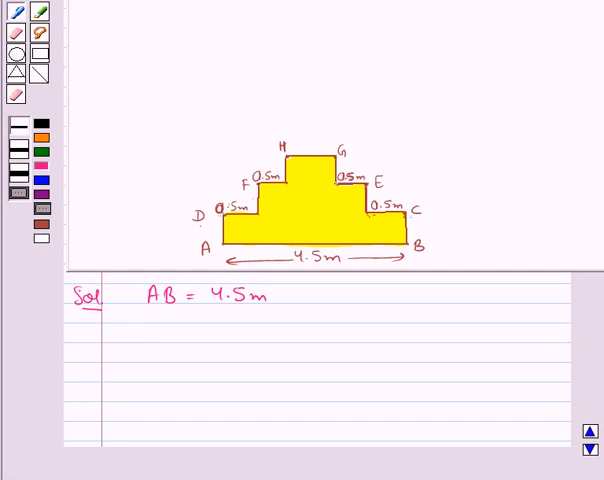 H G
F 0.5m 0.5m E
D 0.5m 0.5m C
A B
4.5m
Sol AB = 4.5m